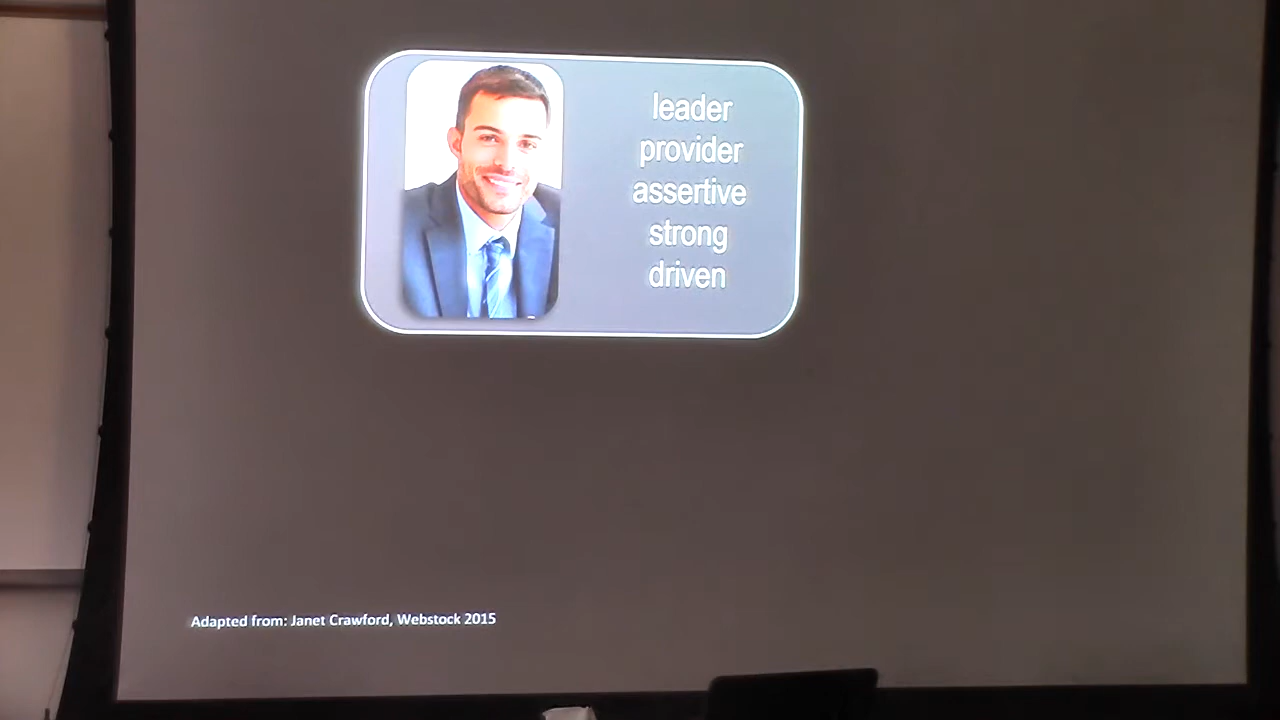 leader
provider
assertive
strong
driven
Adapted from: Janet Crawford, Webstock 2015